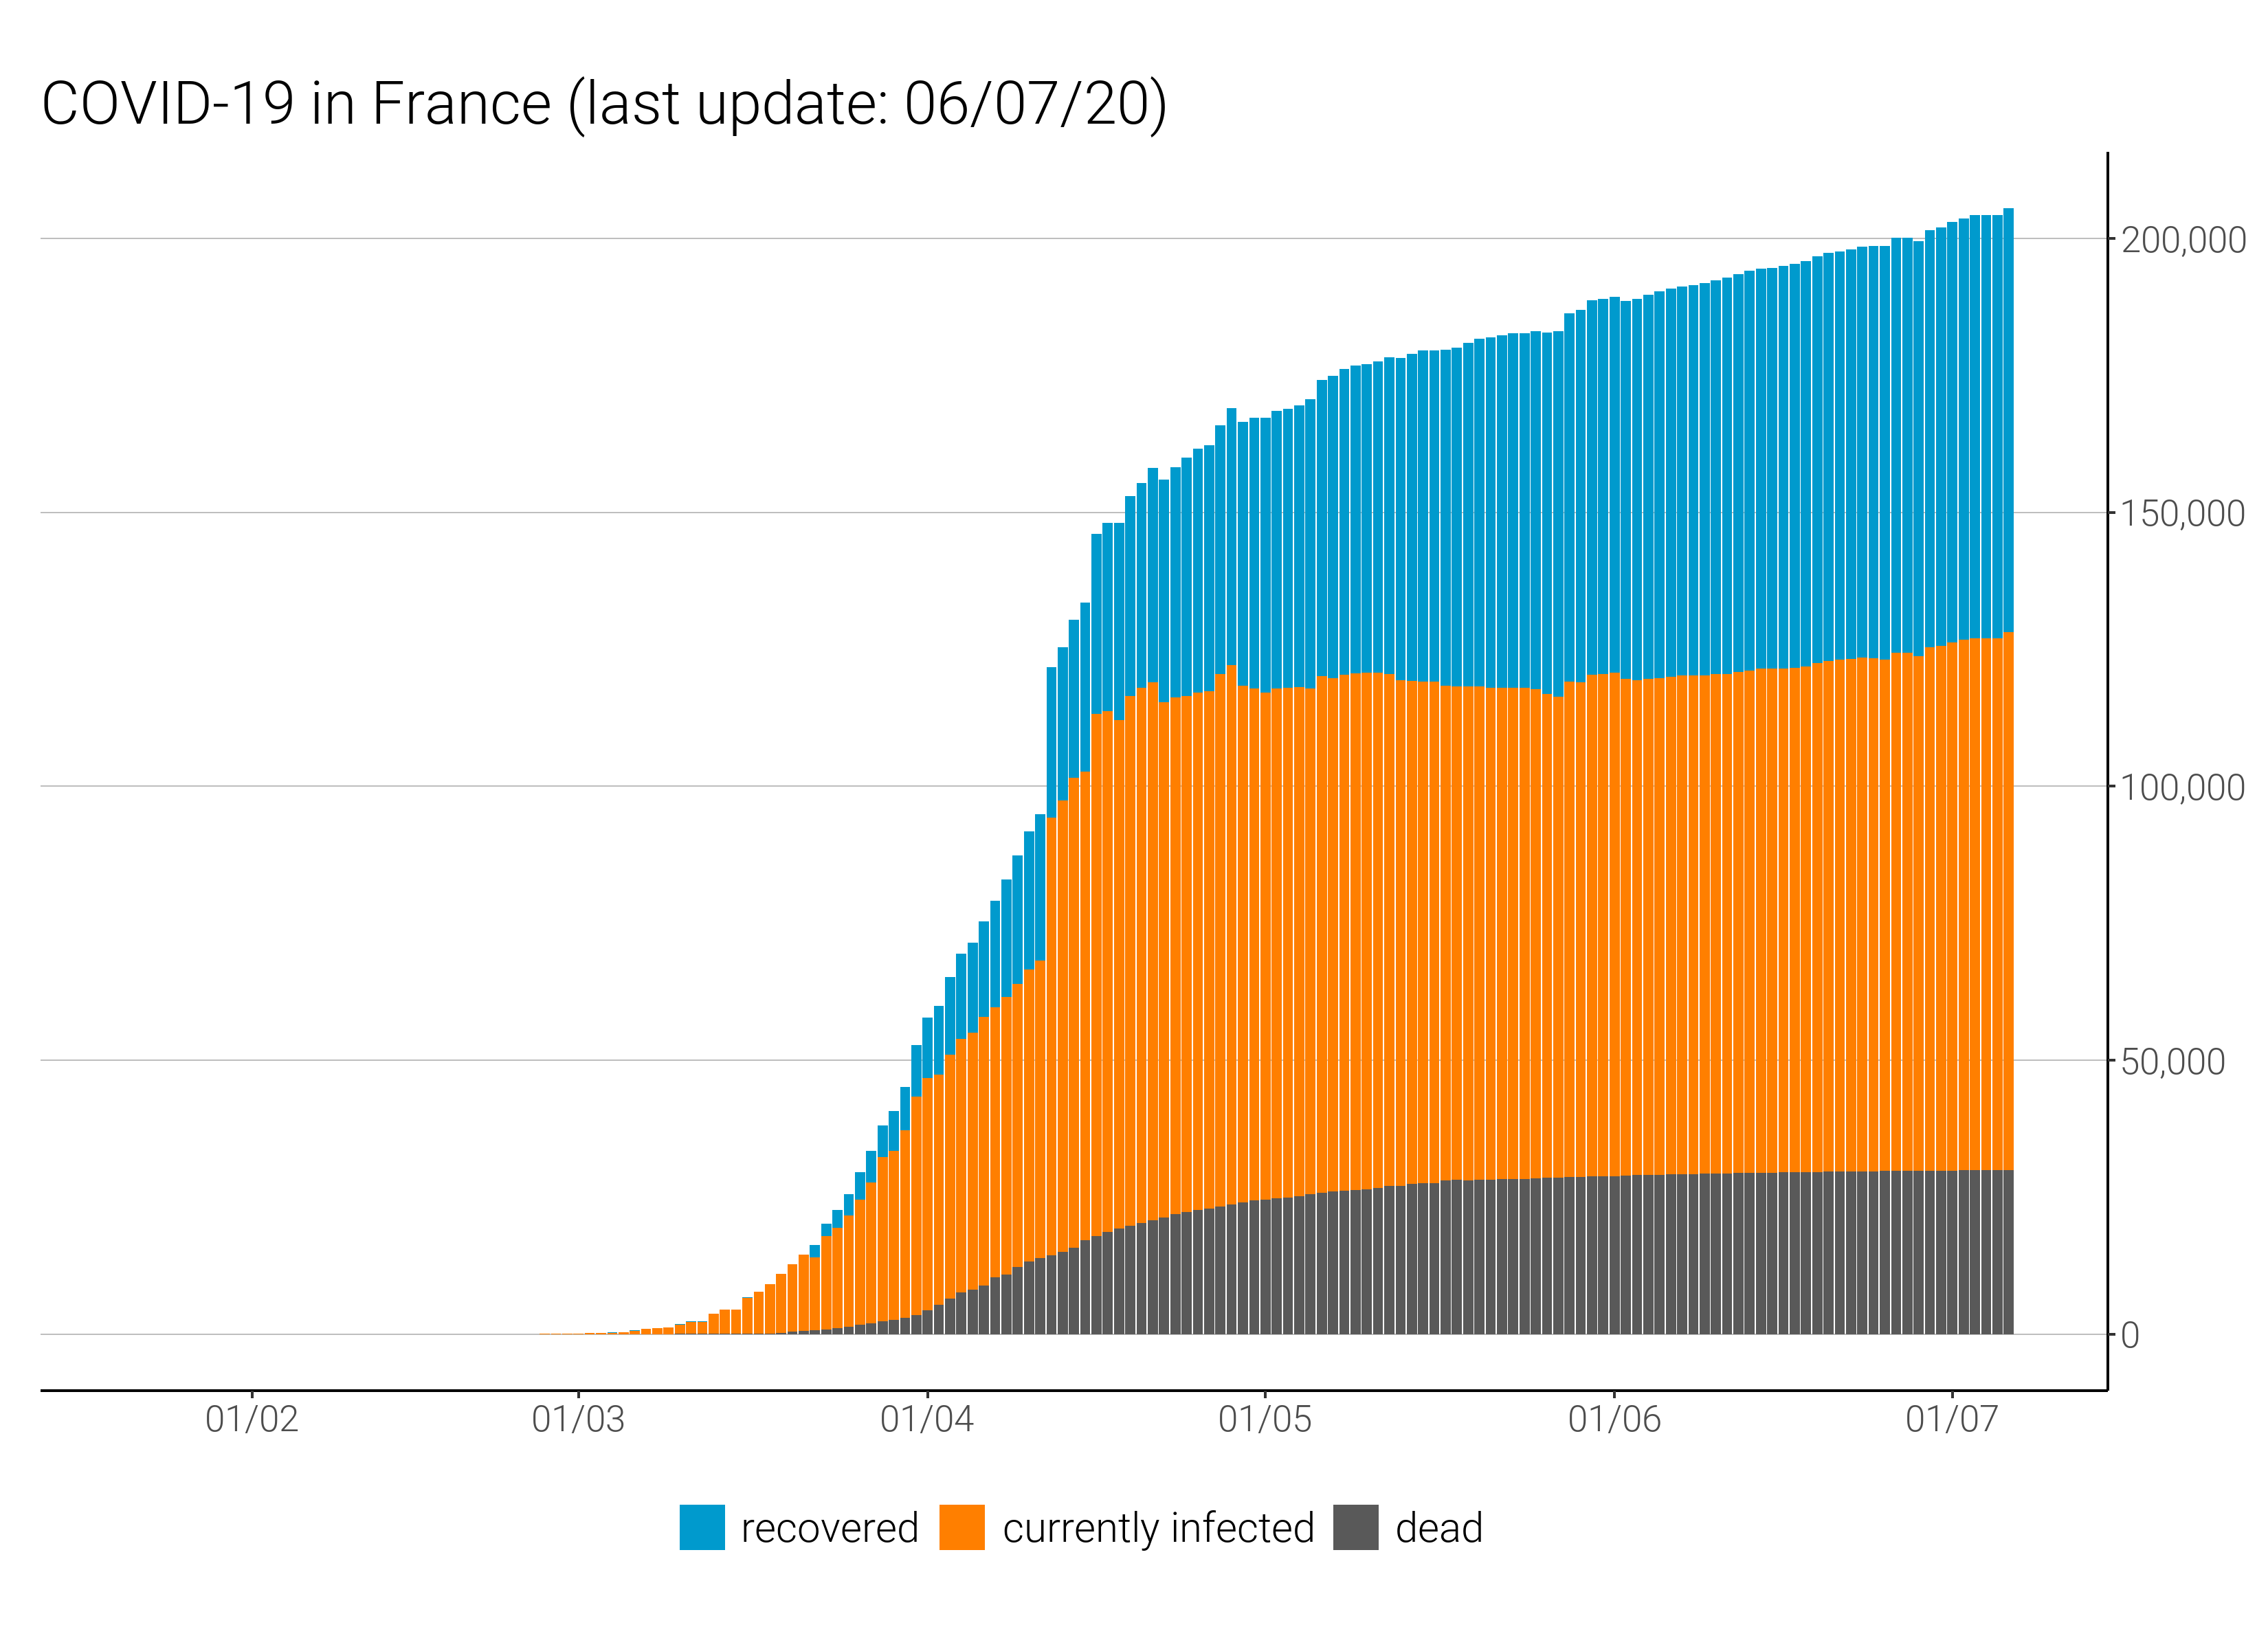 COVID-19 in France (last update: 06/07/20)
200,000
150,000
100,000
50,000
0
01/02 01/03 01/04 01/05 01/06 01/07
recovered currently infected dead